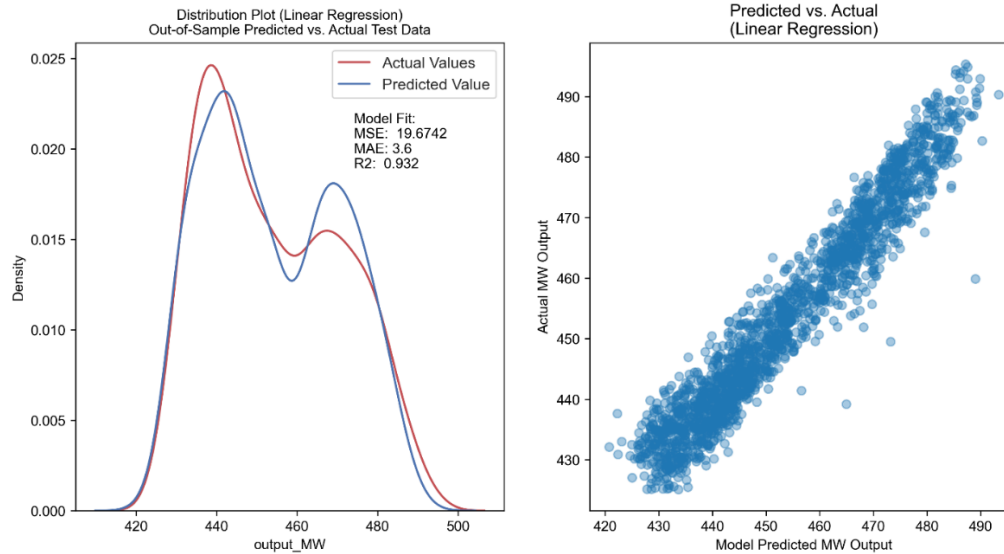 Distribution Plot (Linear Regression)
Out-of-Sample Predicted vs. Actual Test Data
Actual Values
Predicted Value
Model Fit:
MSE: 19.6742
MAE: 3.6
R2: 0.932
Density
0.025
0.020
0.015
0.010
0.005
0.000
420
440
460
480
500
output_MW
Predicted vs. Actual
(Linear Regression)
Actual MW Output
490
480
470
460
450
440
430
420
430
440
450
460
470
480
490
Model Predicted MW Output